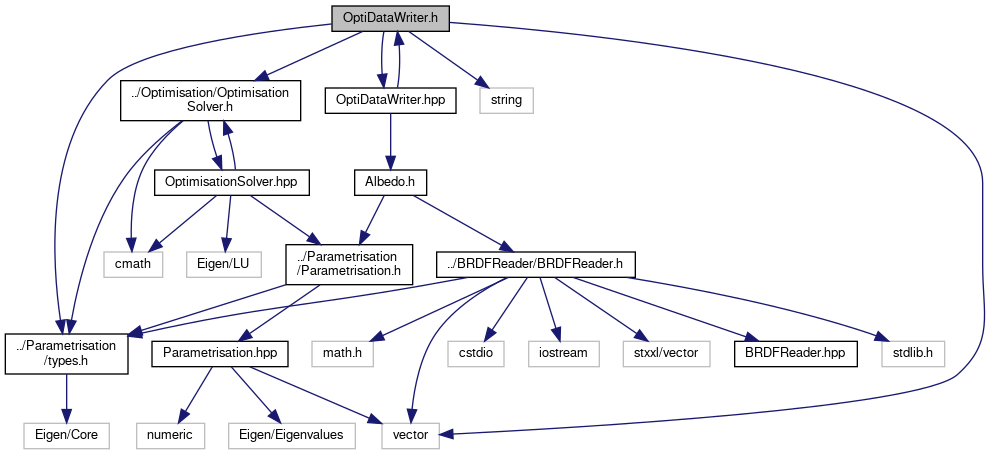 OptiDataWriter.h
../Optimisation/Optimisation
Solver.h
OptiDataWriter.hpp
string
OptimisationSolver.hpp
Albedo.h
cmath
Eigen/LU
../Parametrisation
/Parametrisation.h
../BRDFReader/BRDFReader.h
../Parametrisation
/types.h
Parametrisation.hpp
math.h
cstdio
iostream
stxxl/vector
BRDFReader.hpp
stdlib.h
Eigen/Core
numeric
Eigen/Eigenvalues
vector